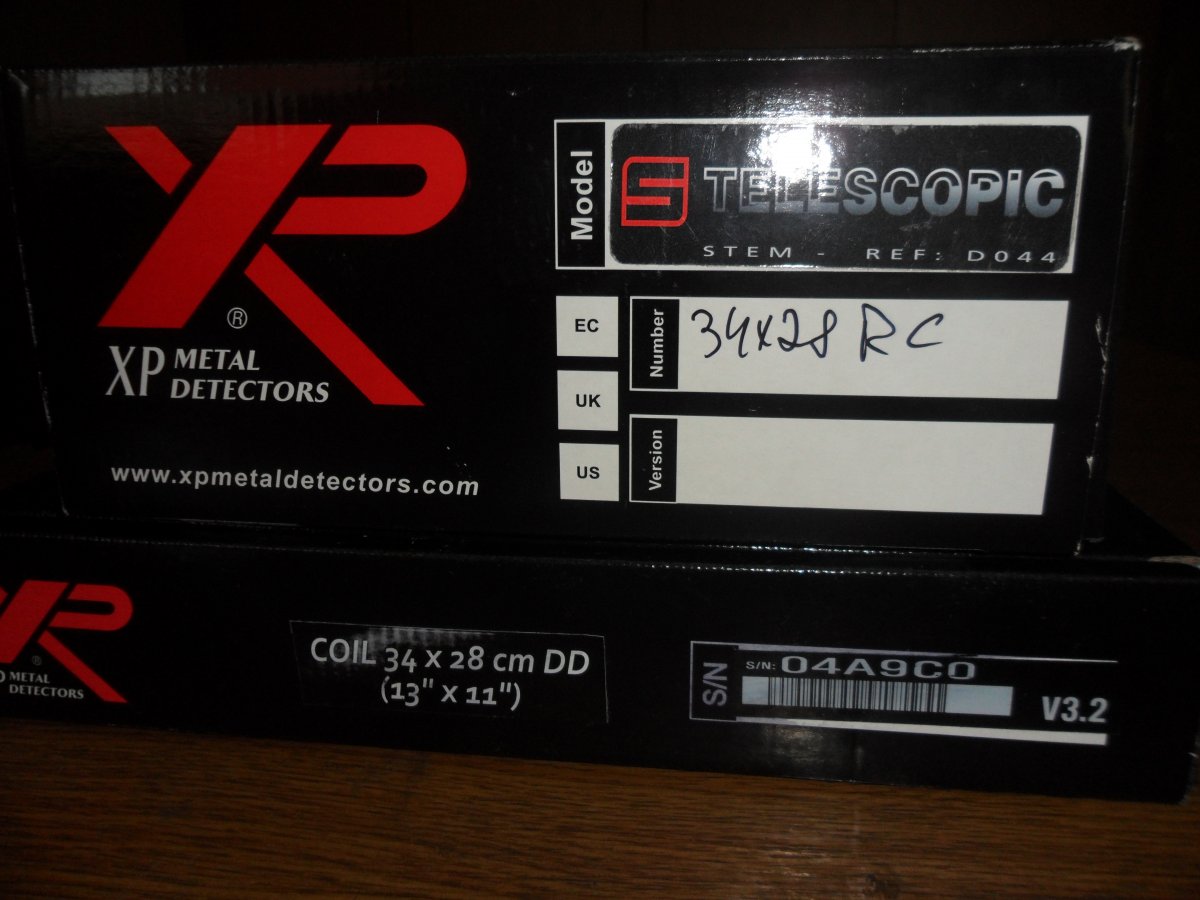 XP
®
XP METAL
DETECTORS
www.xpmetaldetectors.com
Model
S TELESCOPIC
STEM - REF: D044
EC
UK
US
Number
34x28 RC
Version
XP
®
P METAL
DETECTORS
COIL 34 x 28 cm DD
(13" x 11")
S/N
S/N: 04A9C0
V3.2